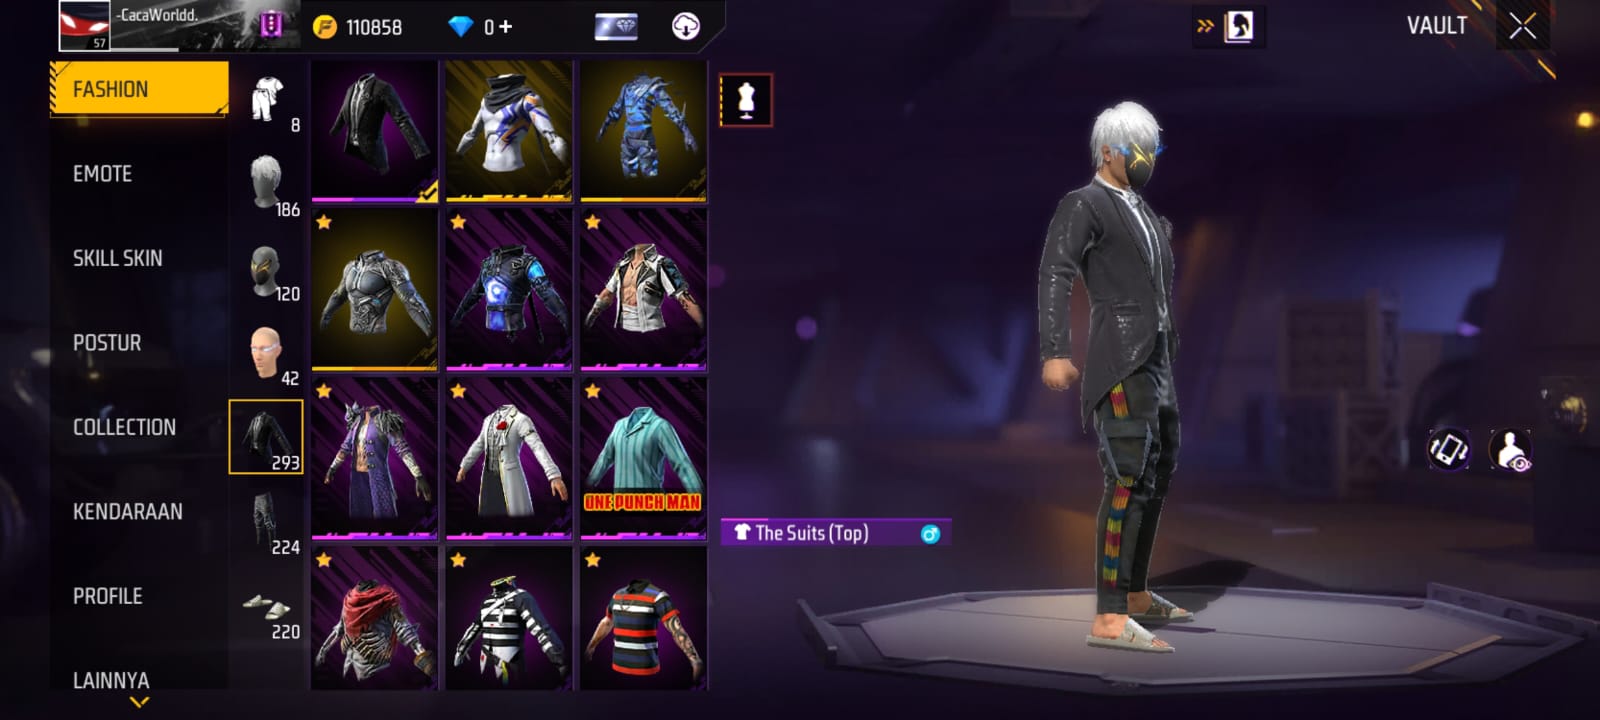 -CacaWorldd.
57
110858
0 +
VAULT
FASHION
EMOTE
SKILL SKIN
POSTUR
COLLECTION
KENDARAAN
PROFILE
LAINNYA
8
186
120
42
293
224
220
ONE PUNCH MAN
The Suits (Top)